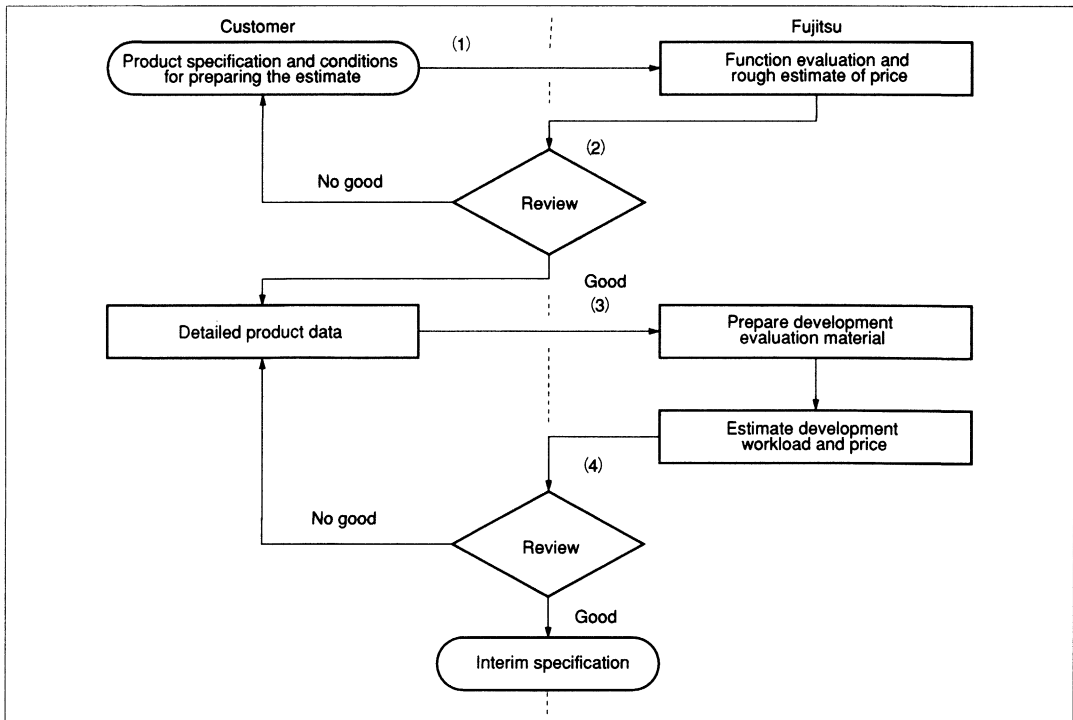 Customer
Fujitsu
(1)
Product specification and conditions
for preparing the estimate
Function evaluation and
rough estimate of price
(2)
No good
Review
Good
(3)
Detailed product data
Prepare development
evaluation material
Estimate development
workload and price
(4)
No good
Review
Good
Interim specification